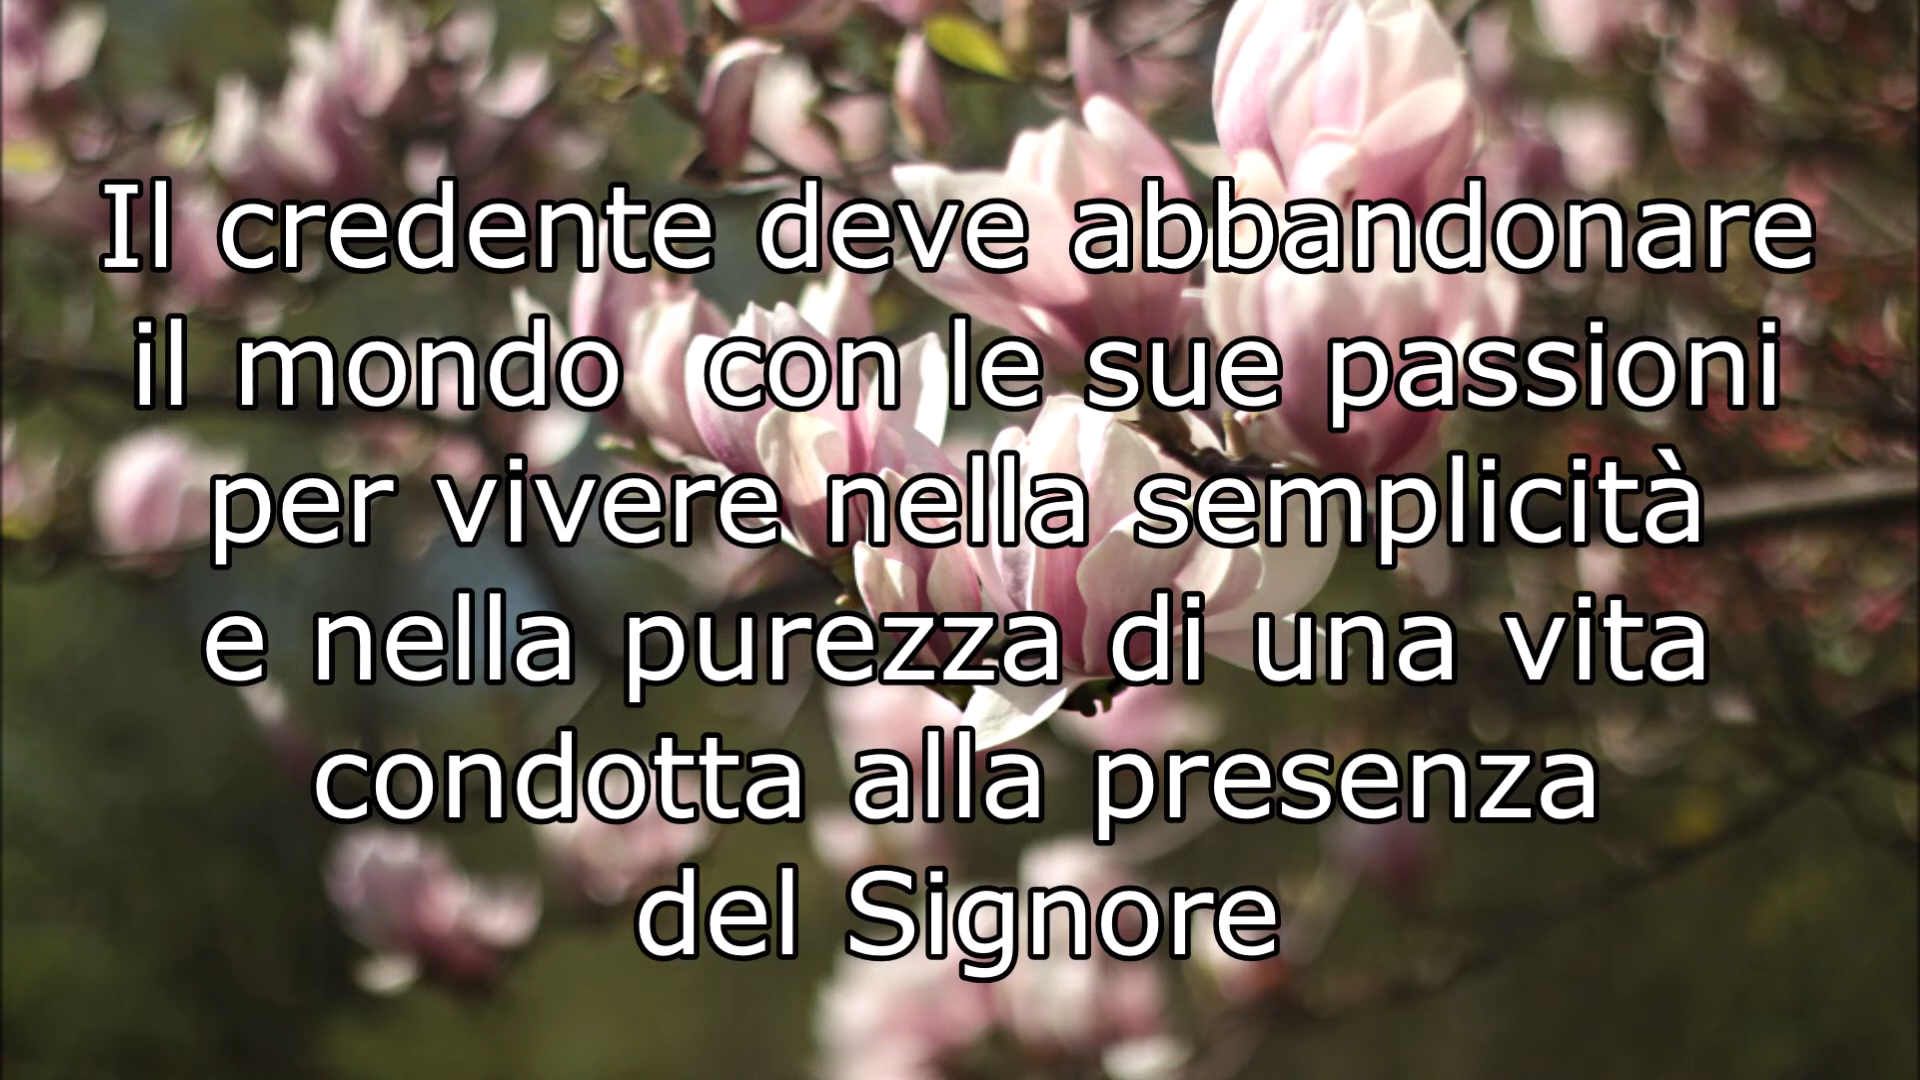 Il credente deve abbandonare
il mondo  con le sue passioni
per vivere nella semplicità
e nella purezza di una vita
condotta alla presenza
del Signore